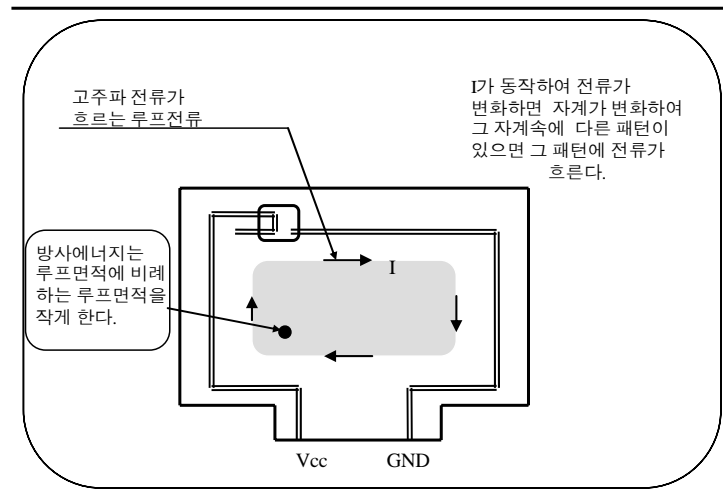 고주파 전류가
흐르는 루프전류
I가 동작하여 전류가
변화하면 자계가 변화하여
그 자계속에 다른 패턴이
있으면 그 패턴에 전류가
흐른다.
방사에너지는
루프면적에 비례
하는 루프면적을
작게 한다.
I
Vcc
GND